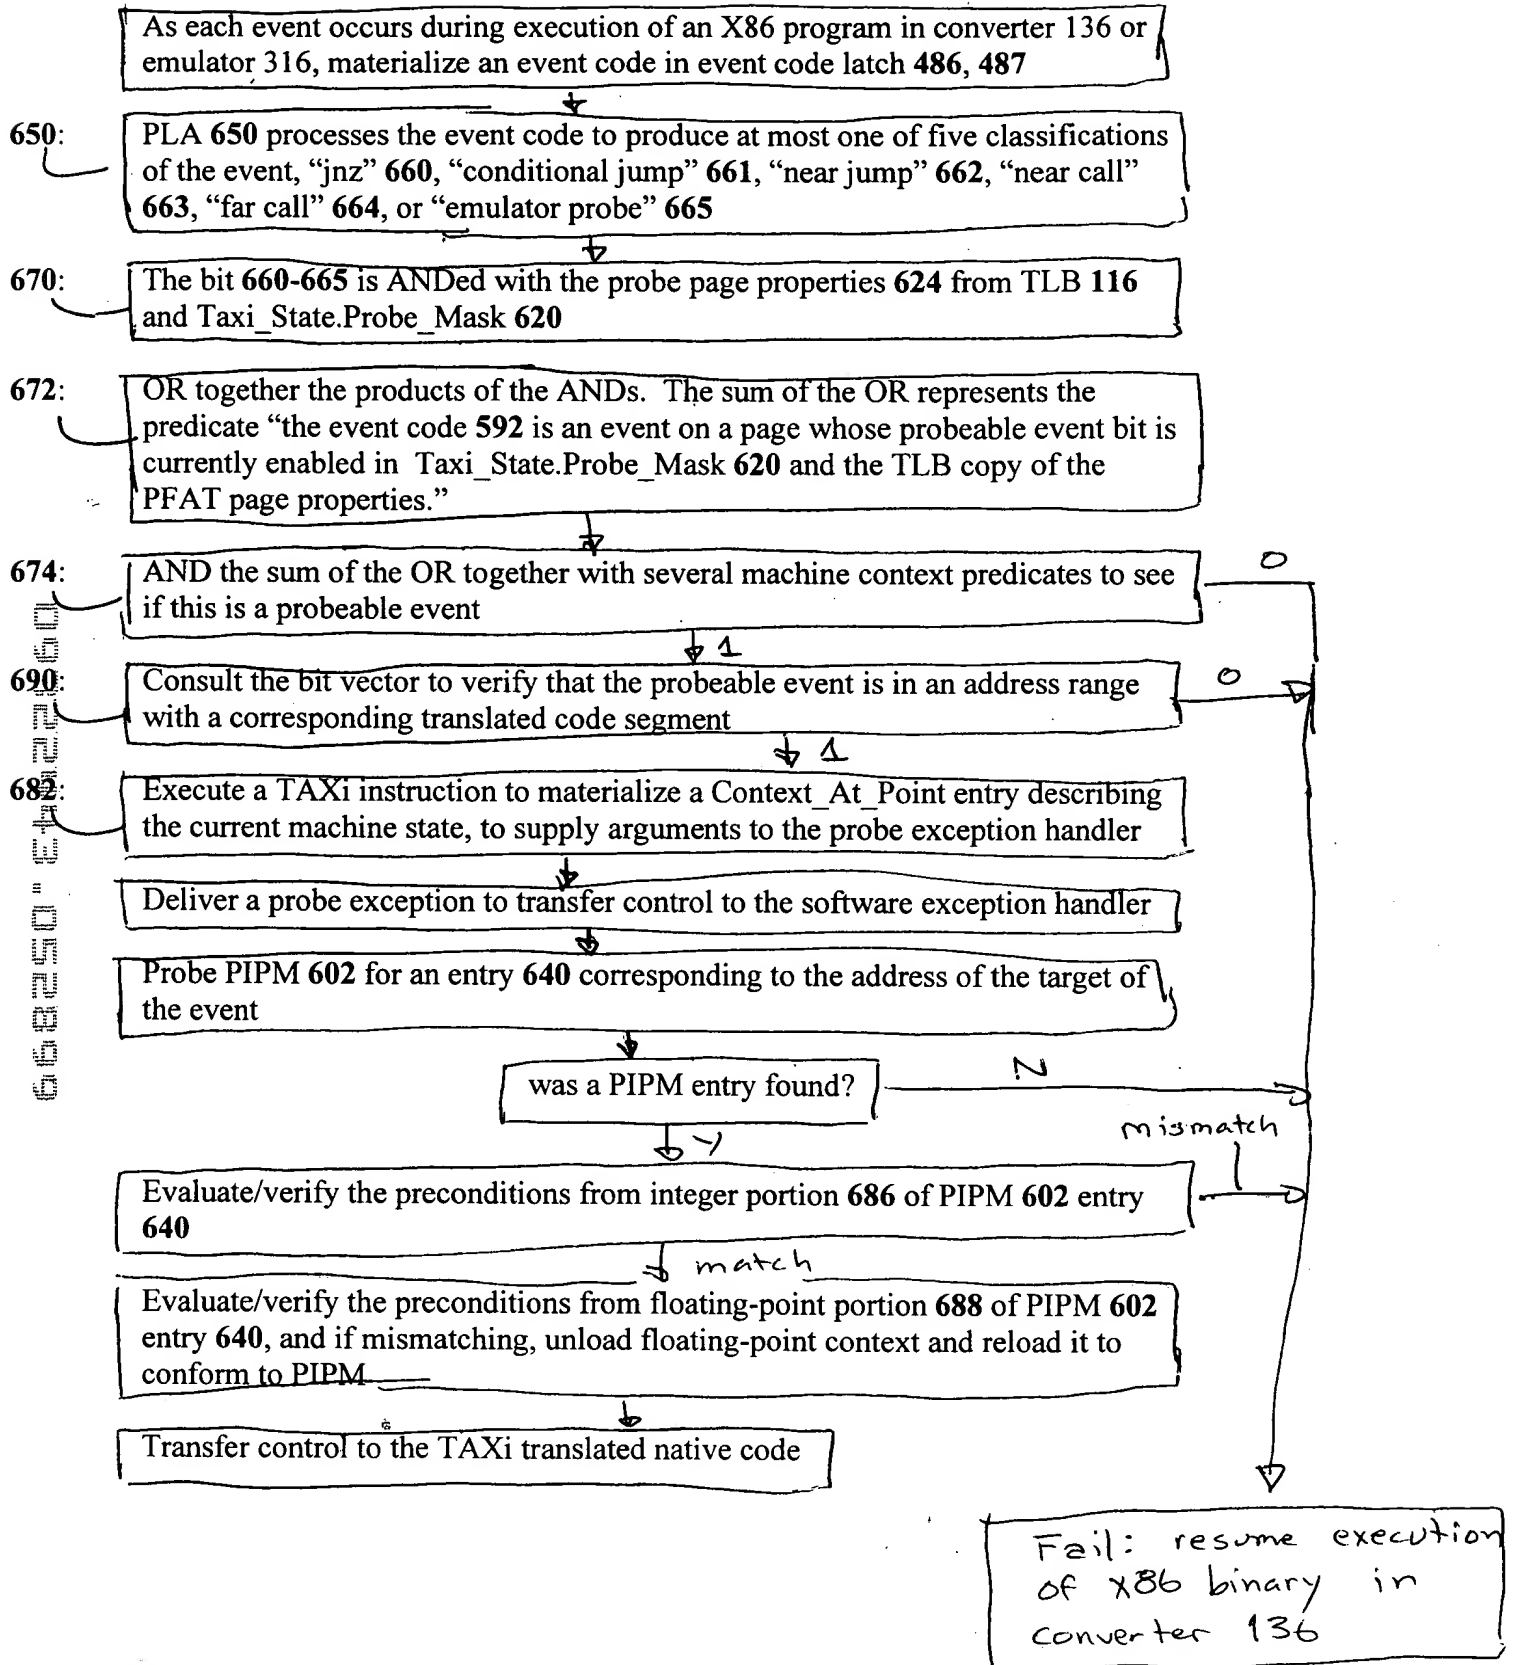 As each event occurs during execution of an X86 program in converter 136 or
emulator 316, materialize an event code in event code latch 486, 487
650:
PLA 650 processes the event code to produce at most one of five classifications
of the event, “jnz” 660, “conditional jump” 661, “near jump” 662, “near call”
663, “far call” 664, or “emulator probe” 665
670:
The bit 660-665 is ANDed with the probe page properties 624 from TLB 116
and Taxi_State.Probe_Mask 620
672:
OR together the products of the ANDs. The sum of the OR represents the
predicate “the event code 592 is an event on a page whose probeable event bit is
currently enabled in Taxi_State.Probe_Mask 620 and the TLB copy of the
PFAT page properties.”
674:
AND the sum of the OR together with several machine context predicates to see
if this is a probeable event
0
1
690:
Consult the bit vector to verify that the probeable event is in an address range
with a corresponding translated code segment
0
1
682:
Execute a TAXi instruction to materialize a Context_At_Point entry describing
the current machine state, to supply arguments to the probe exception handler
Deliver a probe exception to transfer control to the software exception handler
Probe PIPM 602 for an entry 640 corresponding to the address of the target of
the event
was a PIPM entry found?
N
Y
mismatch
Evaluate/verify the preconditions from integer portion 686 of PIPM 602 entry
640
match
Evaluate/verify the preconditions from floating-point portion 688 of PIPM 602
entry 640, and if mismatching, unload floating-point context and reload it to
conform to PIPM
Transfer control to the TAXi translated native code
Fail: resume execution
of X86 binary in
converter 136